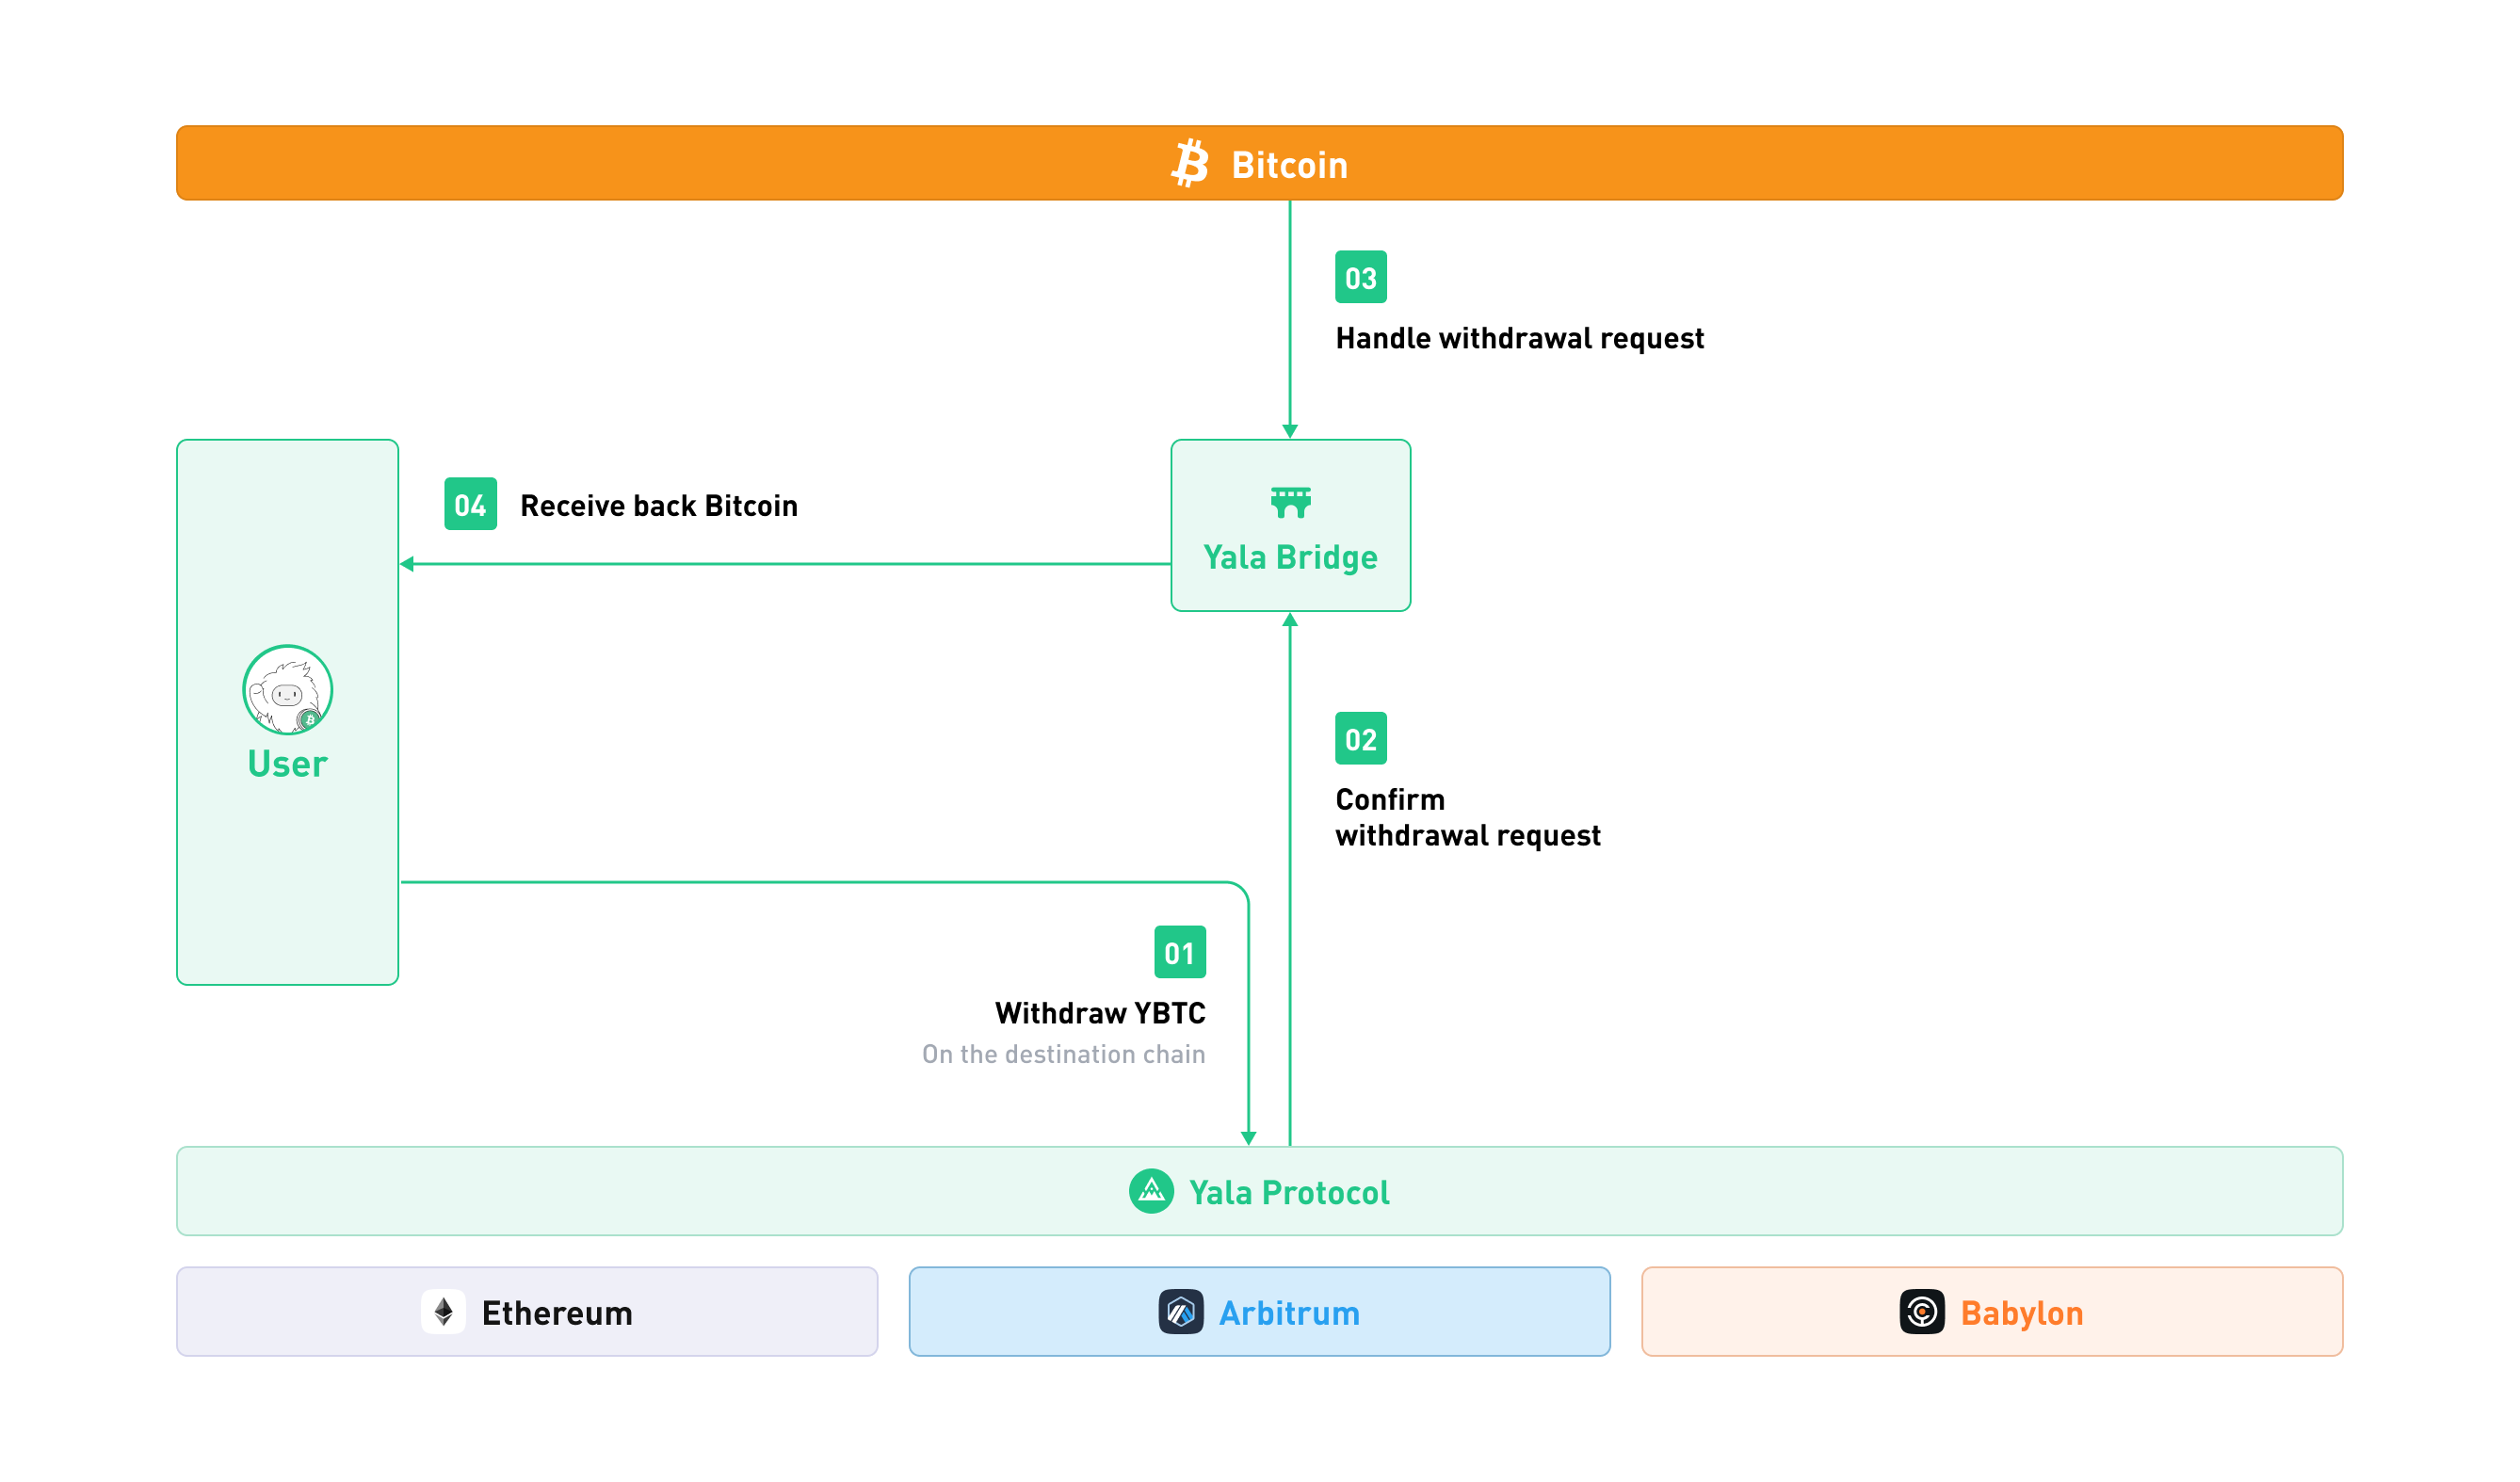 Bitcoin
03
Handle withdrawal request
04
Receive back Bitcoin
Yala Bridge
User
02
Confirm
withdrawal request
01
Withdraw YBTC
On the destination chain
Yala Protocol
Ethereum
Arbitrum
Babylon